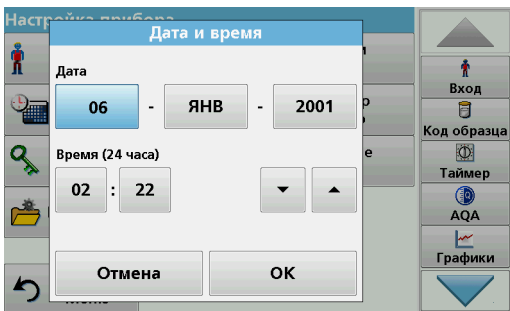 Настройка прибора
Дата и время
Дата
06 - ЯНВ - 2001
Время (24 часа)
02 : 22
Отмена
OK
Вход
Код образца
Таймер
AQA
Графики